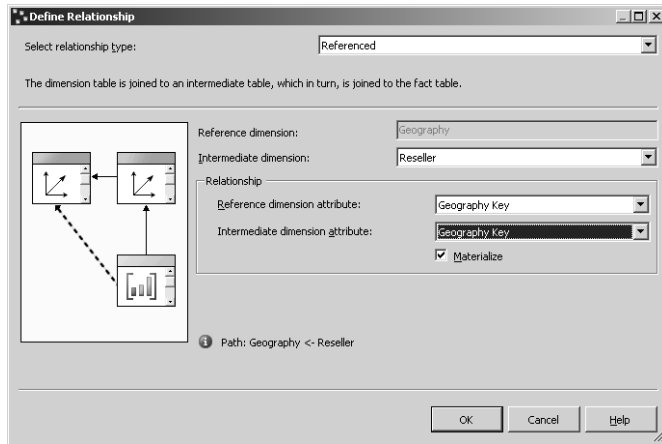 Define Relationship
Select relationship type:
Referenced
The dimension table is joined to an intermediate table, which in turn, is joined to the fact table.
Reference dimension:
Geography
Intermediate dimension:
Reseller
Relationship
Reference dimension attribute:
Geography Key
Intermediate dimension attribute:
Geography Key
Materialize
Path: Geography <- Reseller
OK
Cancel
Help